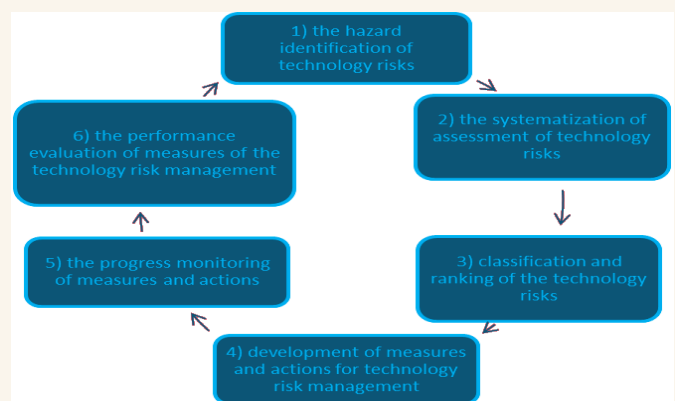 1) the hazard
identification of
technology risks
2) the systematization of
assessment of technology
risks
3) classification and
ranking of the technology
risks
4) development of measures
and actions for technology
risk management
5) the progress monitoring
of measures and actions
6) the performance
evaluation of measures of the
technology risk management